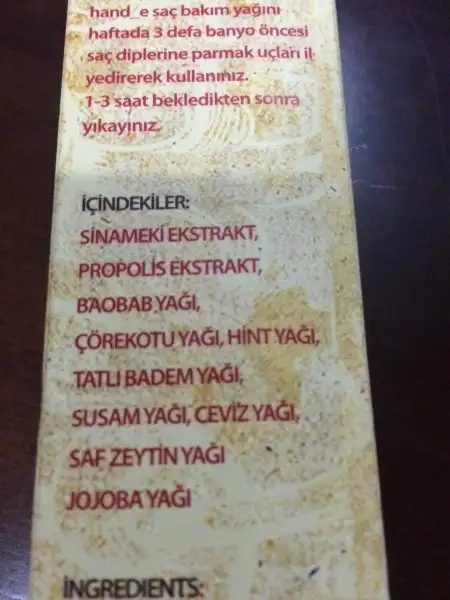 hand_e saç bakım yağını
haftada 3 defa banyo öncesi
saç diplerine parmak uçları il
yedirerek kullanınız.
1-3 saat bekledikten sonra
yıkayınız.
İÇİNDEKİLER:
SİNAMEKİ EKSTRAKT,
PROPOLİS EKSTRAKT,
BAOBAB YAĞI,
ÇÖREKOTU YAĞI, HİNT YAĞI,
TATLI BADEM YAĞI,
SUSAM YAĞI, CEVİZ YAĞI,
SAF ZEYTİN YAĞI
JOJOBA YAĞI
İNGREDIENTS: